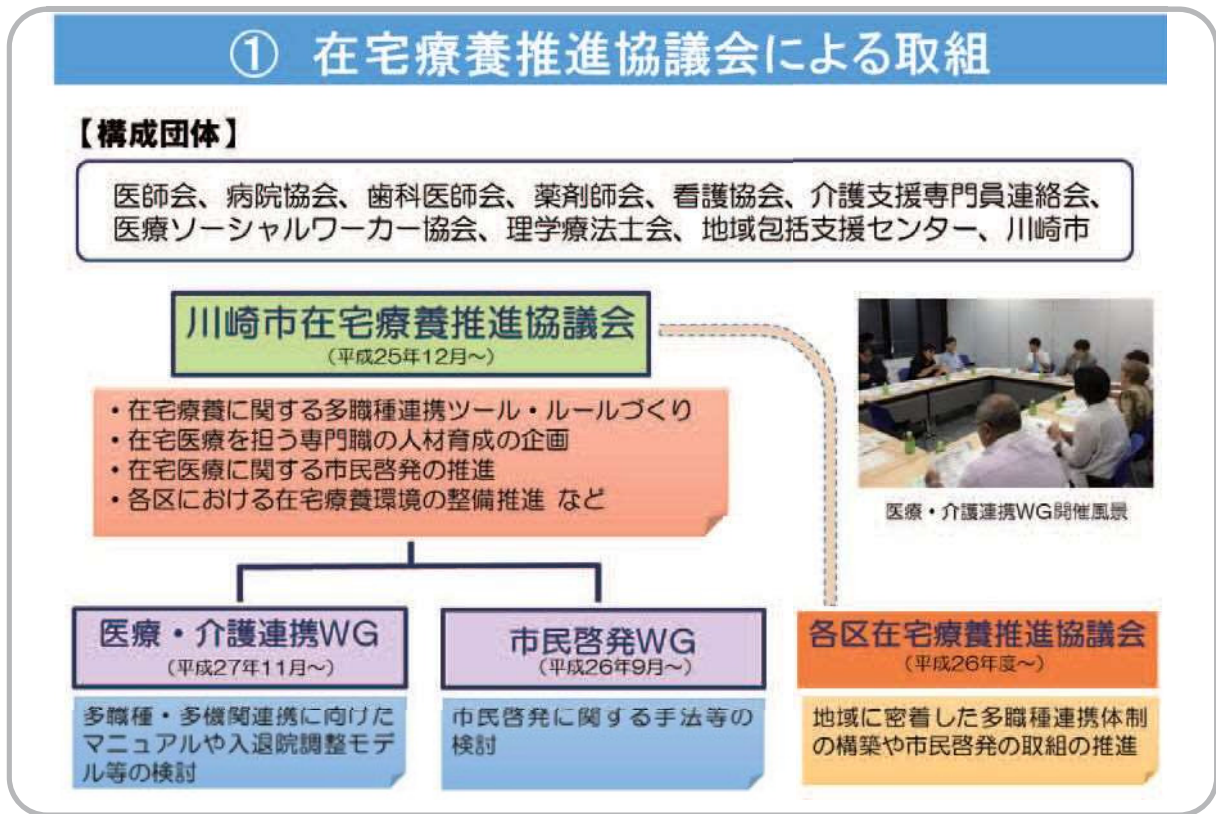 ① 在宅療養推進協議会による取組
【構成団体】
医師会、病院協会、歯科医師会、薬剤師会、看護協会、介護支援専門員連絡会、
医療ソーシャルワーカー協会、理学療法士会、地域包括支援センター、川崎市
川崎市在宅療養推進協議会
（平成25年12月～）
・在宅療養に関する多職種連携ツール・ルールづくり
・在宅医療を担う専門職の人材育成の企画
・在宅医療に関する市民啓発の推進
・各区における在宅療養環境の整備推進 など
医療・介護連携WG開催風景
医療・介護連携WG
（平成27年11月～）
多職種・多機関連携に向けた
マニュアルや入退院調整モデ
ル等の検討
市民啓発WG
（平成26年9月～）
市民啓発に関する手法等の
検討
各区在宅療養推進協議会
（平成26年度～）
地域に密着した多職種連携体制
の構築や市民啓発の取組の推進